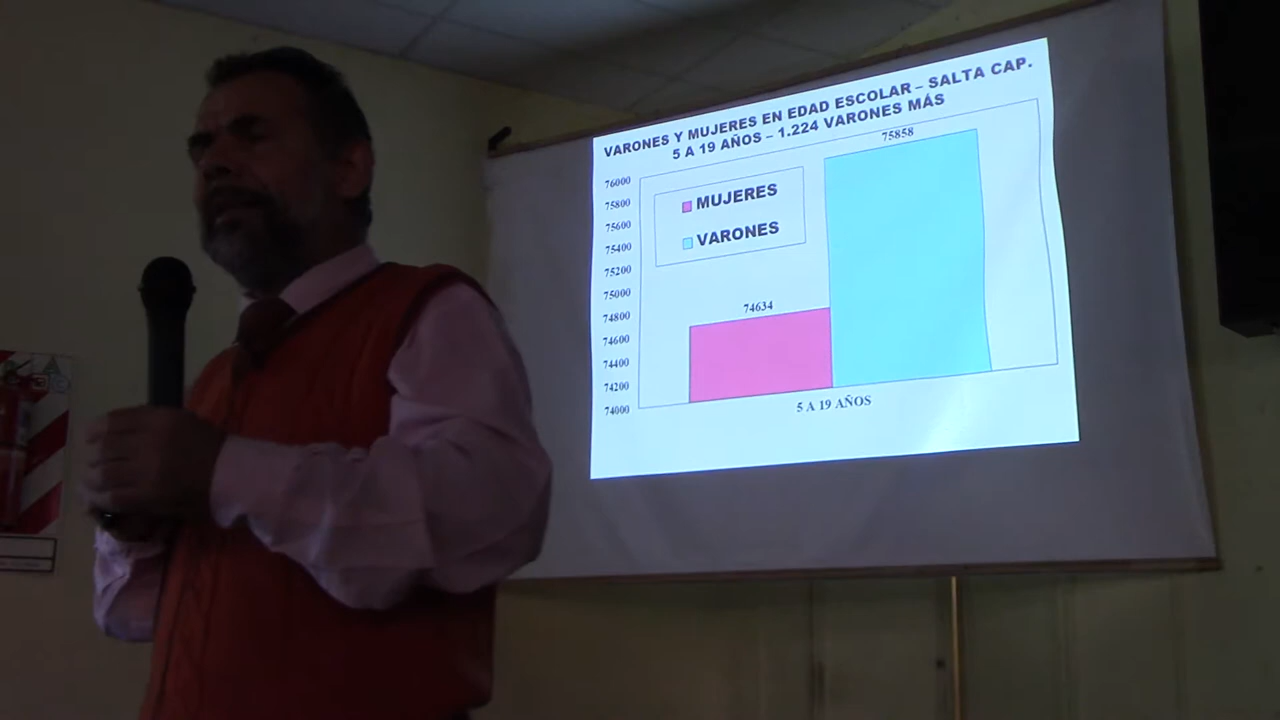 VARONES Y MUJERES EN EDAD ESCOLAR – SALTA CAP.
5 A 19 AÑOS – 1.224 VARONES MÁS
75858
76000
75800
75600
75400
75200
75000
74800
74600
74400
74200
74000
MUJERES
VARONES
74634
5 A 19 AÑOS